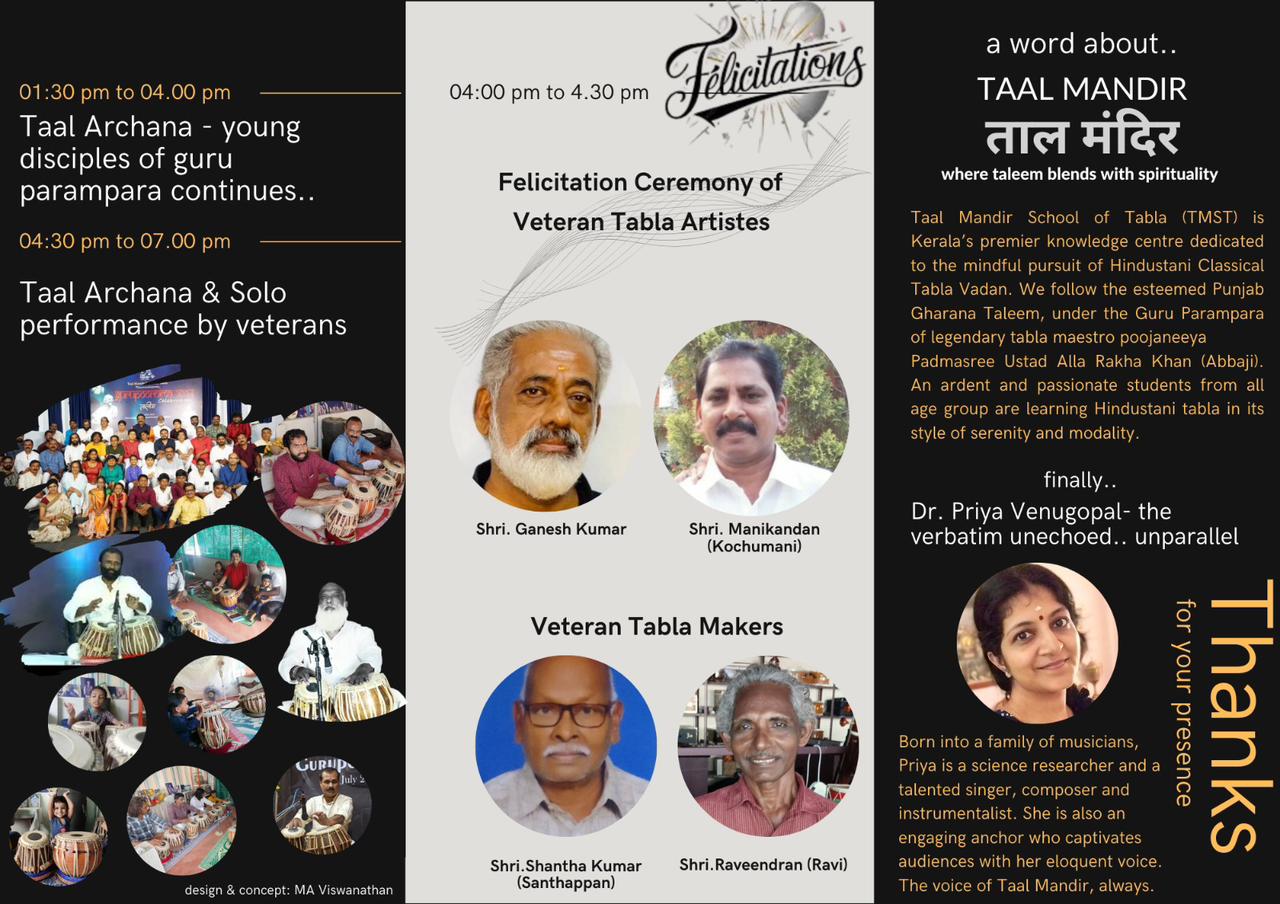 01:30 pm to 04.00 pm
Taal Archana - young
disciples of guru
parampara continues..
04:30 pm to 07.00 pm
Taal Archana & Solo
performance by veterans
design & concept: MA Viswanathan
04:00 pm to 4.30 pm
Felicitations
Felicitation Ceremony of
Veteran Tabla Artistes
Shri. Ganesh Kumar
Shri. Manikandan
(Kochumani)
Veteran Tabla Makers
Shri.Shantha Kumar
(Santhappan)
Shri.Raveendran (Ravi)
a word about..
TAAL MANDIR
ताल मंदिर
where taleem blends with spirituality
Taal Mandir School of Tabla (TMST) is
Kerala's premier knowledge centre dedicated
to the mindful pursuit of Hindustani Classical
Tabla Vadan. We follow the esteemed Punjab
Gharana Taleem, under the Guru Parampara
of legendary tabla maestro poojaneeya
Padmasree Ustad Alla Rakha Khan (Abbaji).
An ardent and passionate students from all
age group are learning Hindustani tabla in its
style of serenity and modality.
finally..
Dr. Priya Venugopal- the
verbatim unechoed.. unparallel
Thanks
for your presence
Born into a family of musicians,
Priya is a science researcher and a
talented singer, composer and
instrumentalist. She is also an
engaging anchor who captivates
audiences with her eloquent voice.
The voice of Taal Mandir, always.